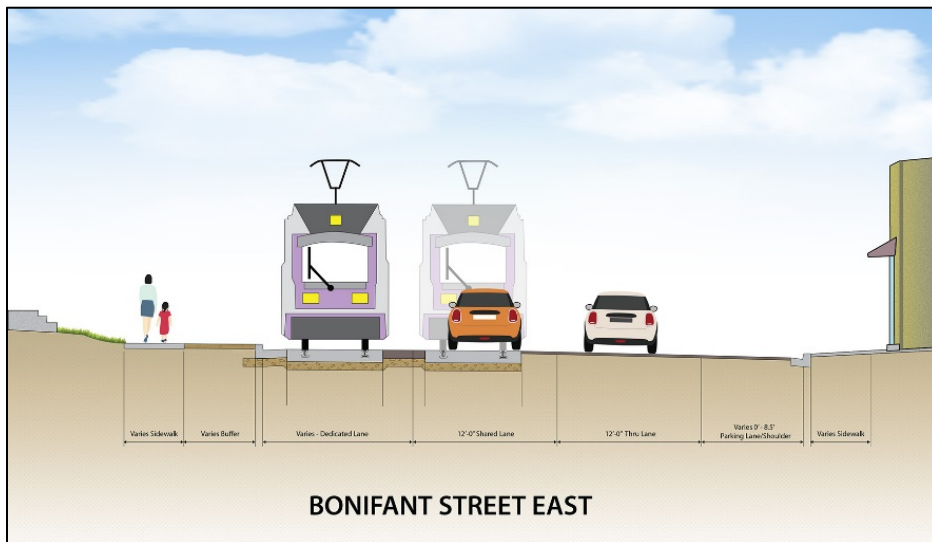 Varies Sidewalk
Varies Buffer
Varies - Dedicated Lane
12'-0" Shared Lane
12'-0" Thru Lane
Varies 0' - 8.5'
Parking Lane/Shoulder
Varies Sidewalk
BONIFANT STREET EAST